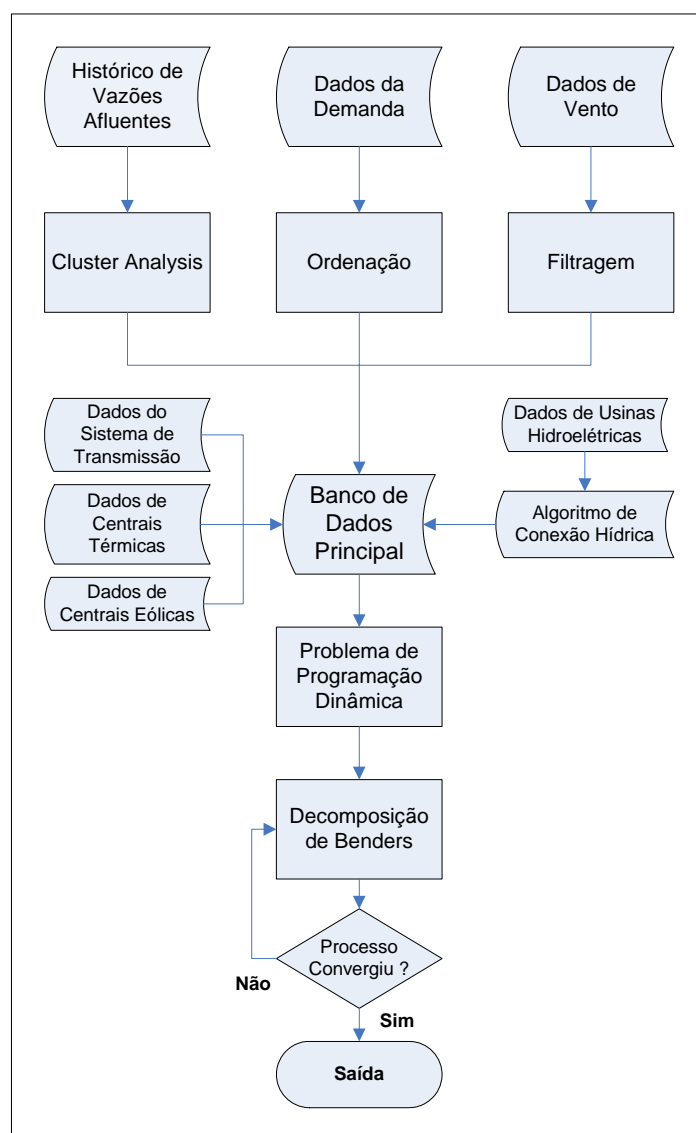 Histórico de
Vazões
Afluentes
Dados da
Demanda
Dados de
Vento
Cluster Analysis
Ordenação
Filtragem
Dados do
Sistema de
Transmissão
Dados de
Centrais
Térmicas
Dados de
Centrais Eólicas
Banco de
Dados
Principal
Dados de Usinas
Hidroelétricas
Algoritmo de
Conexão Hídrica
Problema de
Programação
Dinâmica
Decomposição
de Benders
Processo
Convergiu ?
Não
Sim
Saída